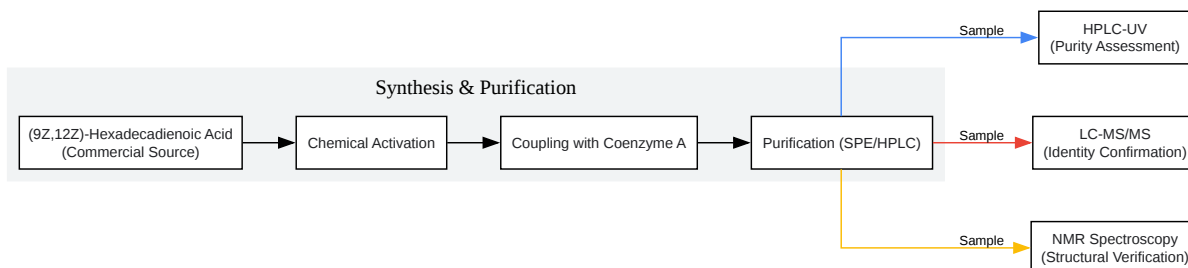 Sample
HPLC-UV
(Purity Assessment)
Synthesis & Purification
(9Z,12Z)-Hexadecadienoic Acid
(Commercial Source)
Chemical Activation
Coupling with Coenzyme A
Purification (SPE/HPLC)
Sample
LC-MS/MS
(Identity Confirmation)
Sample
NMR Spectroscopy
(Structural Verification)